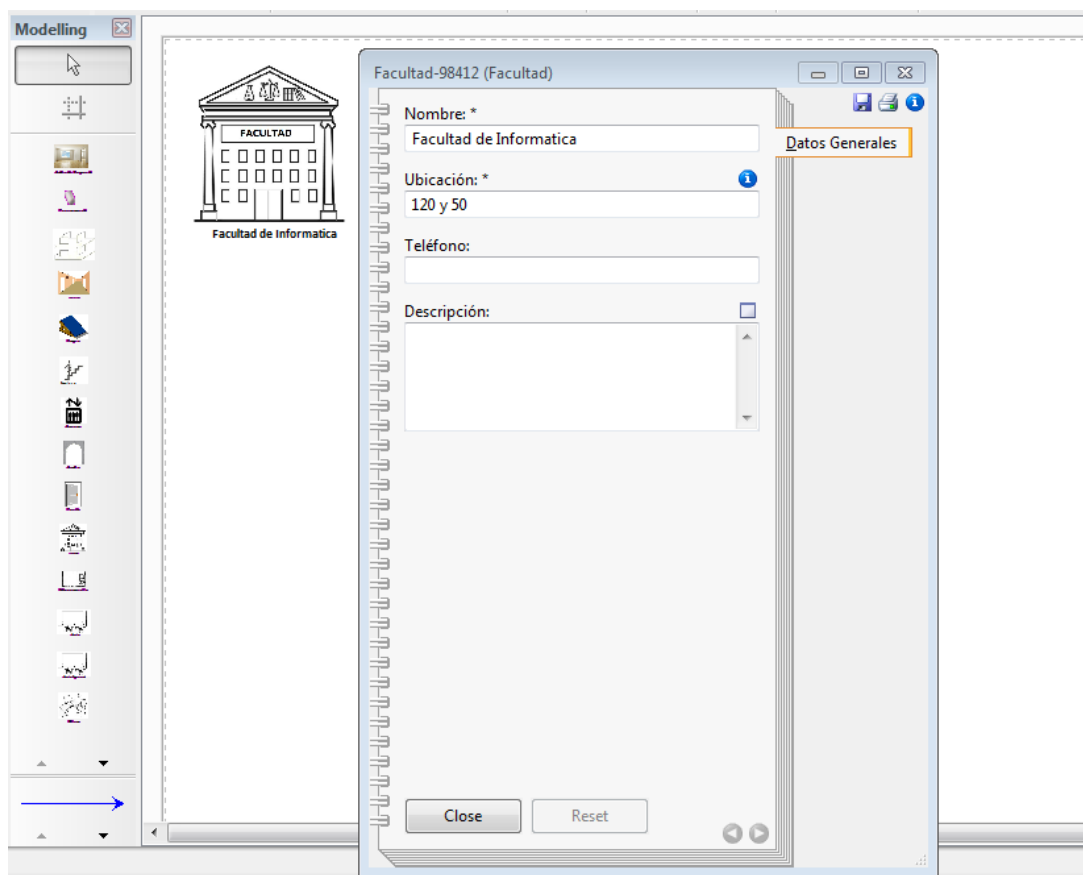 Modelling
FACULTAD
Facultad de Informatica
Facultad-98412 (Facultad)
Nombre: *
Facultad de Informatica
Datos Generales
Ubicación: *
120 y 50
Teléfono:
Descripción:
Close
Reset